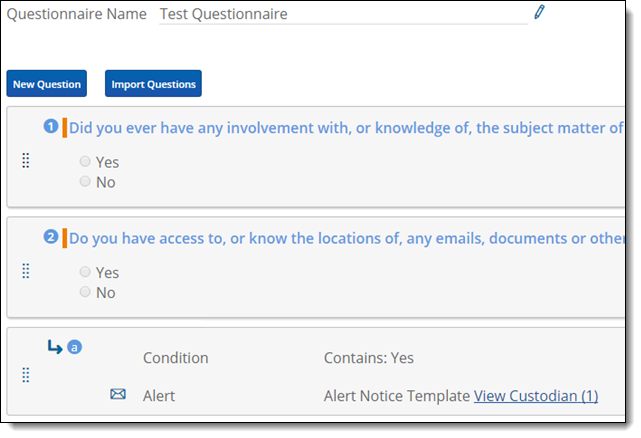 Questionnaire Name Test Questionnaire
New Question Import Questions
1 Did you ever have any involvement with, or knowledge of, the subject matter of
Yes
No
2 Do you have access to, or know the locations of, any emails, documents or other
Yes
No
a
Condition Contains: Yes
Alert Alert Notice Template View Custodian (1)